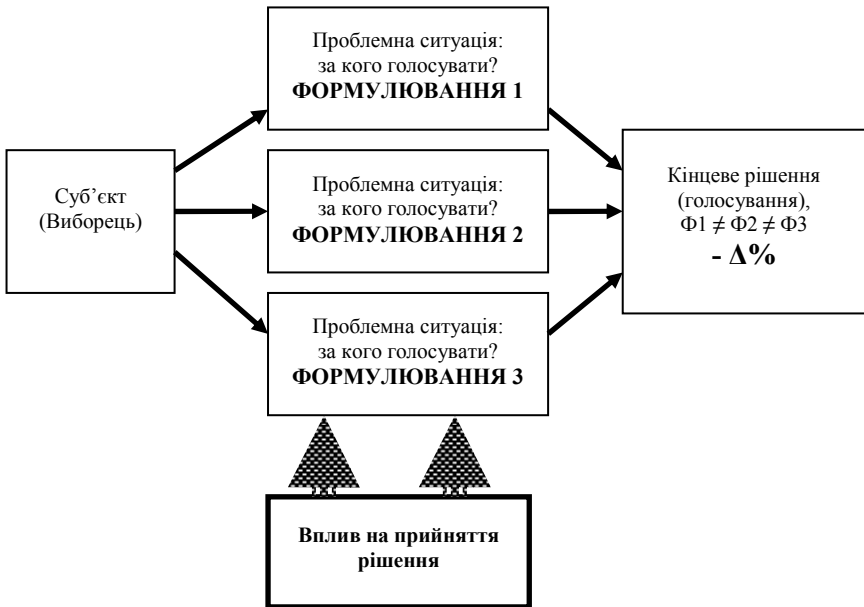 Проблемна ситуація:
за кого голосувати?
ФОРМУЛЮВАННЯ 1
Суб’єкт
(Виборець)
Проблемна ситуація:
за кого голосувати?
ФОРМУЛЮВАННЯ 2
Проблемна ситуація:
за кого голосувати?
ФОРМУЛЮВАННЯ 3
Кінцеве рішення
(голосування),
Ф1 ≠ Ф2 ≠ Ф3
- Δ%
Вплив на прийняття
рішення